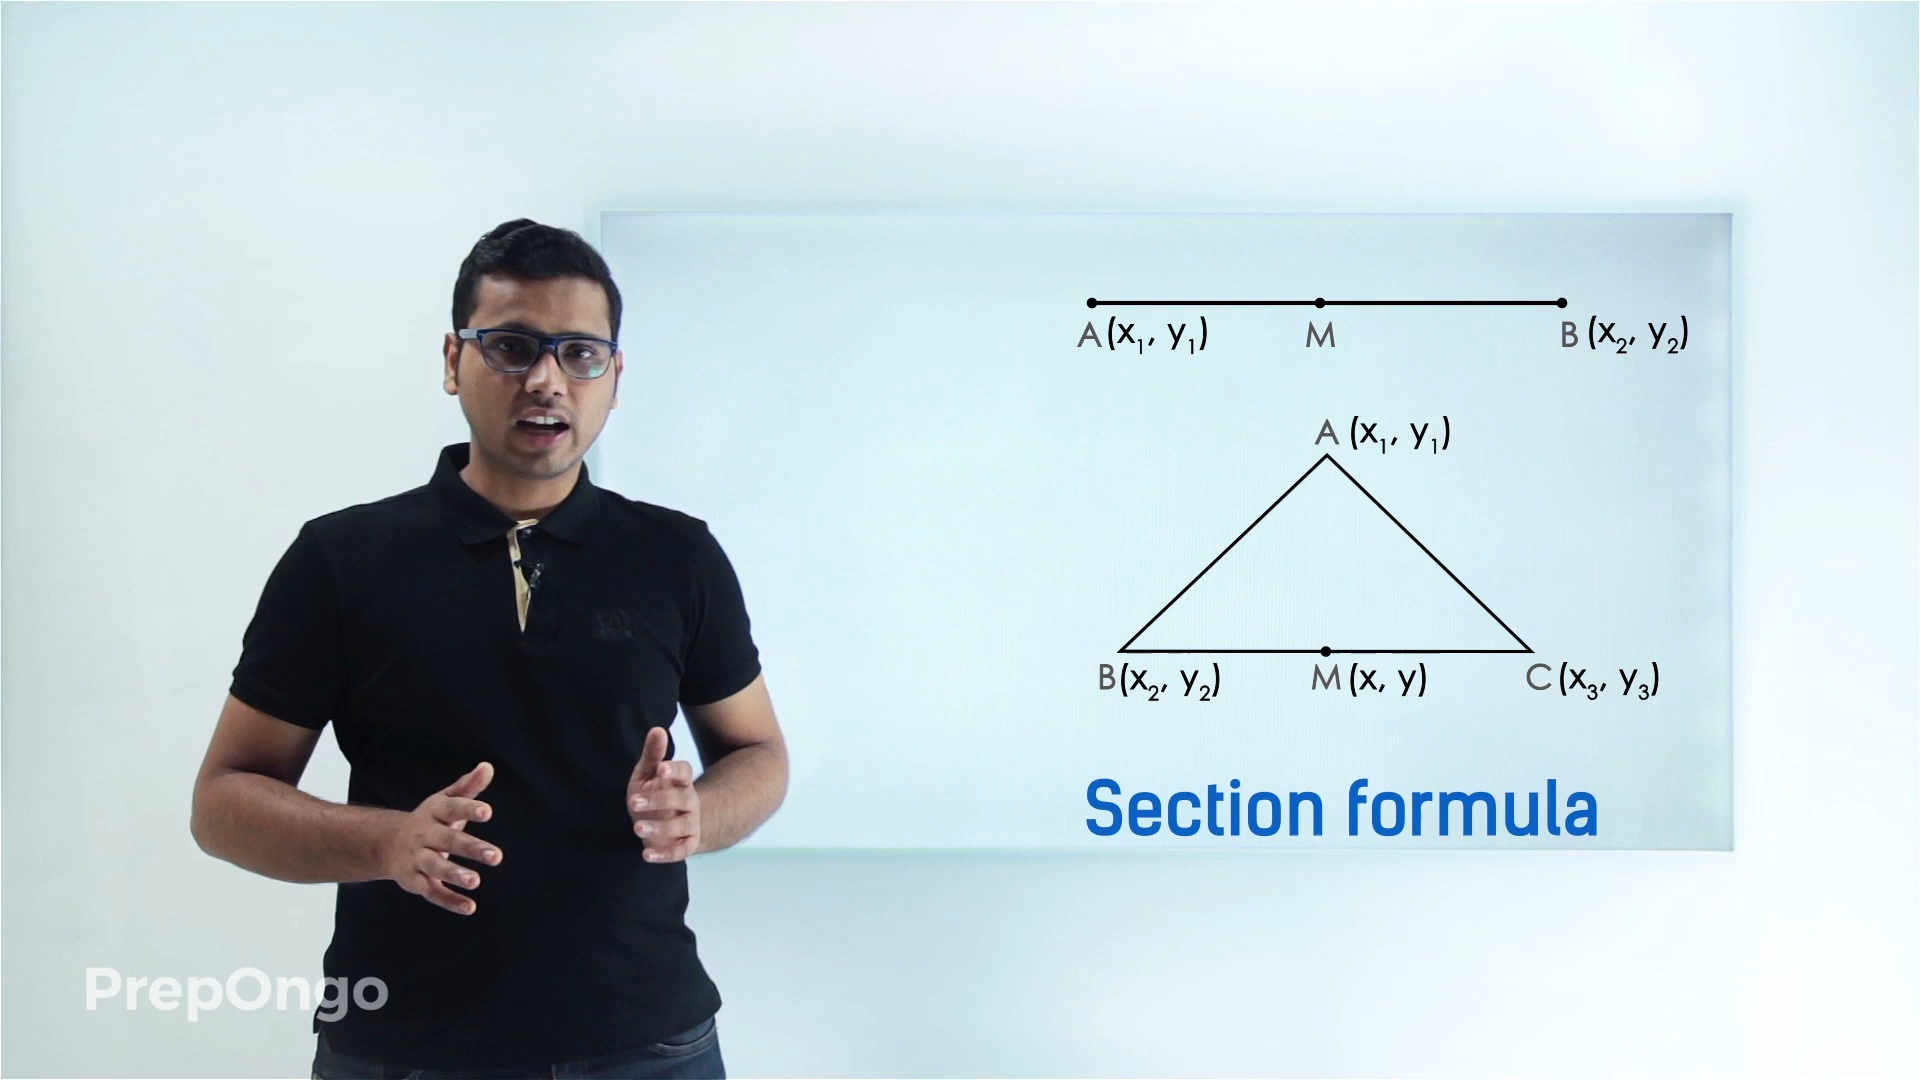 A (x₁, y₁) M B (x₂, y₂)
A (x₁, y₁)
B (x₂, y₂) M (x, y) C (x₃, y₃)
Section formula
PrepOngo